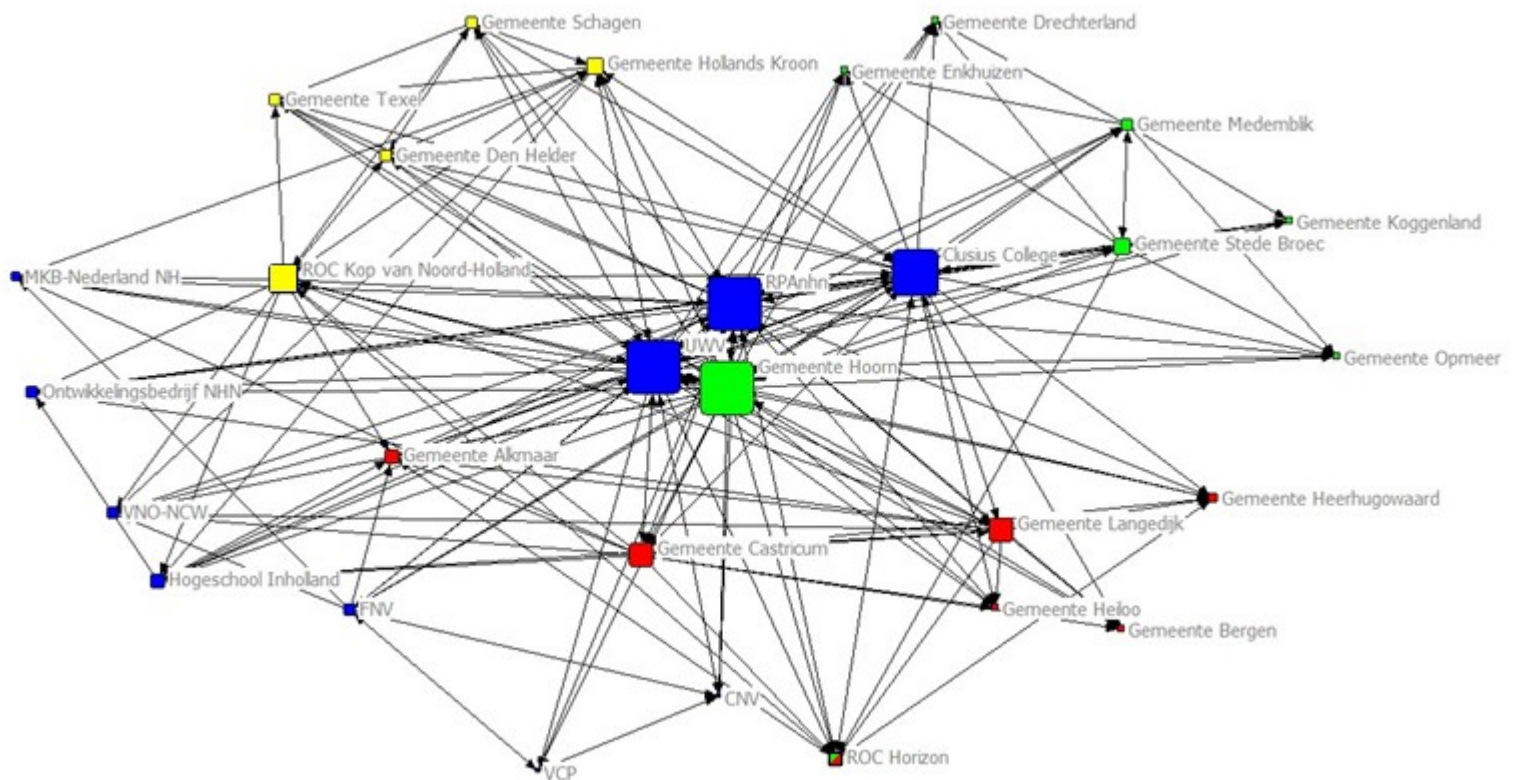 Gemeente Schagen
Gemeente Drechterland
Gemeente Hollands Kroon
Gemeente Enkhuizen
Gemeente Texel
Gemeente Medemblik
Gemeente Den Helder
Gemeente Koggenland
Gemeente Stede Broec
Clusius College
ROC Kop van Noord-Holland
MKB-Nederland NH
RPAnhn
UWV
Gemeente Opmeer
Gemeente Hoorn
Ontwikkelingsbedrijf NHN
Gemeente Alkmaar
Gemeente Heerhugowaard
VNO-NCW
Gemeente Langedijk
Gemeente Castricum
Hogeschool Inholland
FNV
Gemeente Heiloo
Gemeente Bergen
CNV
ROC Horizon
VCP